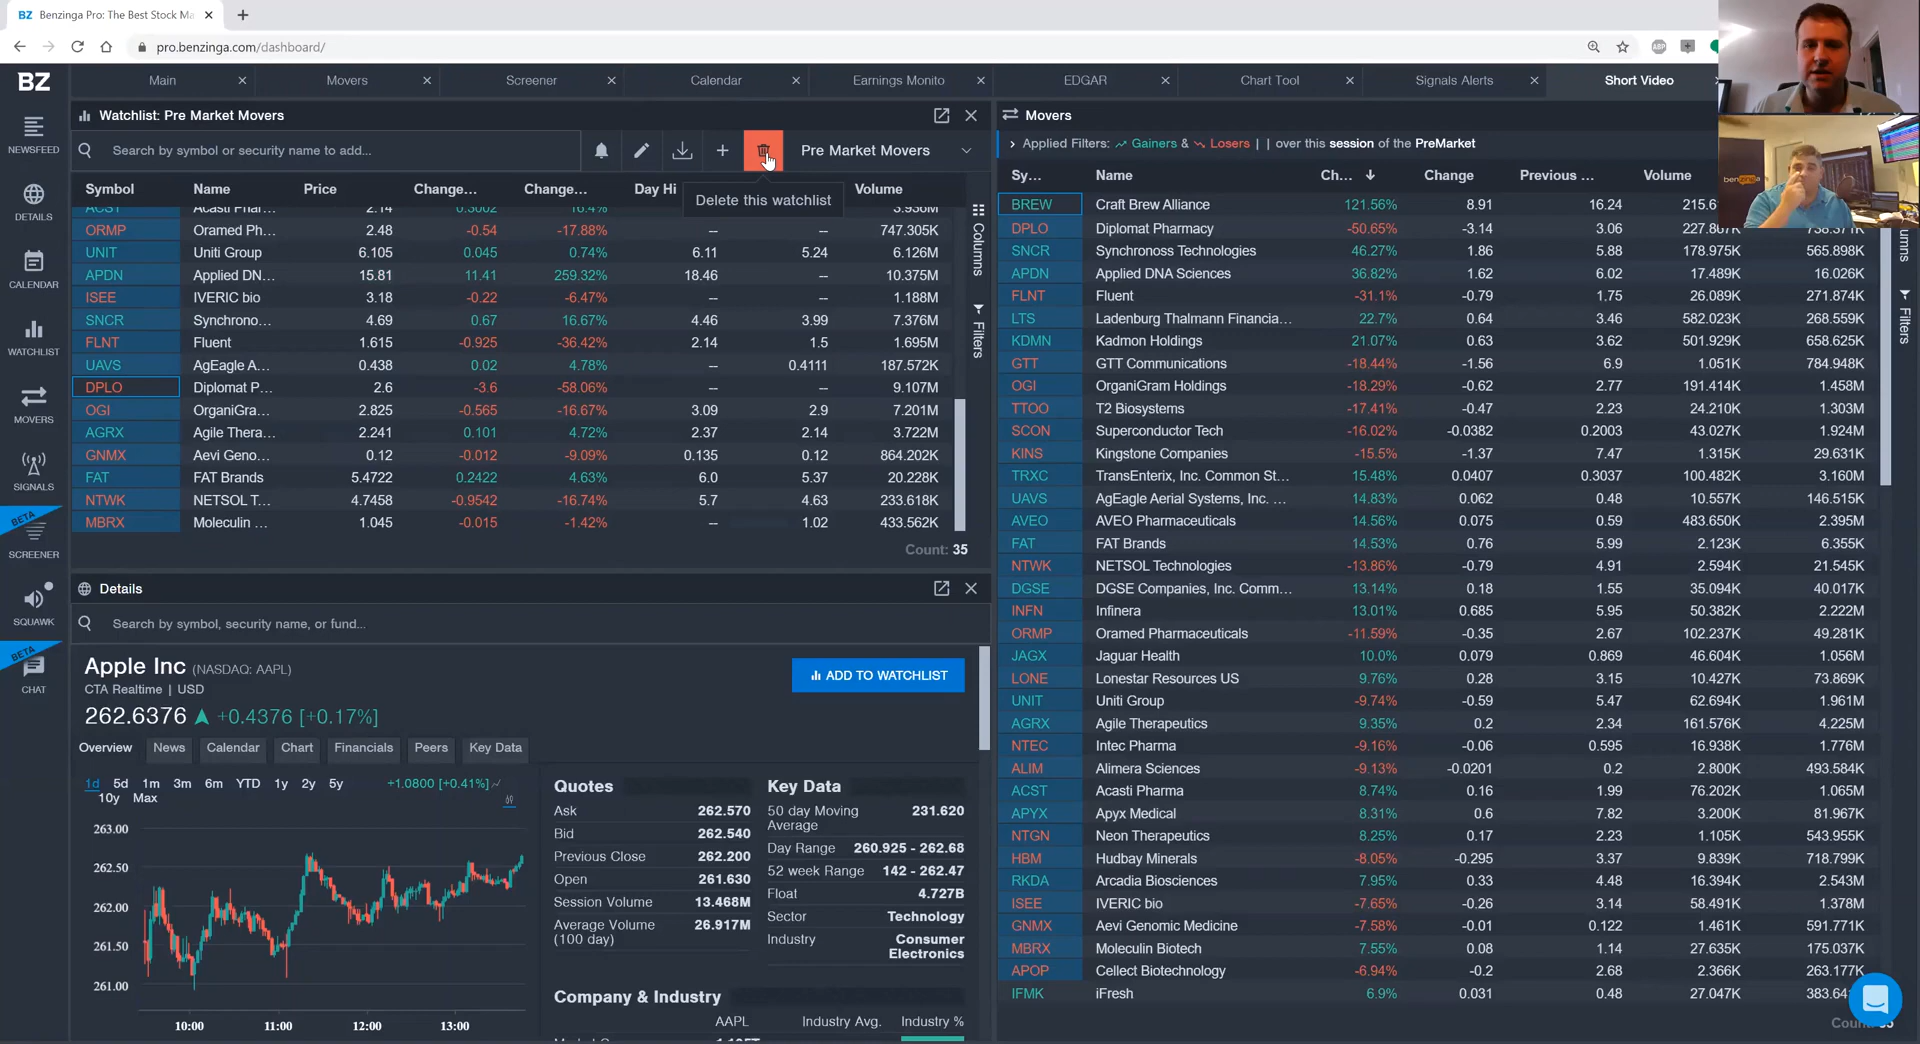 BZ Benzinga Pro: The Best Stock Ma
pro.benzinga.com/dashboard/
ABP
BZ
Main
Movers
Screener
Calendar
Earnings Monito
EDGAR
Chart Tool
Signals Alerts
Short Video
NEWSFEED
DETAILS
CALENDAR
WATCHLIST
MOVERS
SIGNALS
BETA
SCREENER
SQUAWK
BETA
CHAT
Watchlist: Pre Market Movers
Search by symbol or security name to add...
Pre Market Movers
Delete this watchlist
Symbol Name Price Change... Change... Day Hi Volume
ACST Acasti Phar... 2.14 0.3002 16.4% -- -- 3.936M
ORMP Oramed Ph... 2.48 -0.54 -17.88% -- -- 747.305K
UNIT Uniti Group 6.105 0.045 0.74% 6.11 5.24 6.126M
APDN Applied DN... 15.81 11.41 259.32% 18.46 -- 10.375M
ISEE IVERIC bio 3.18 -0.22 -6.47% -- -- 1.188M
SNCR Synchrono... 4.69 0.67 16.67% 4.46 3.99 7.376M
FLNT Fluent 1.615 -0.925 -36.42% 2.14 1.5 1.695M
UAVS AgEagle A... 0.438 0.02 4.78% -- 0.4111 187.572K
DPLO Diplomat P... 2.6 -3.6 -58.06% -- -- 9.107M
OGI OrganiGra... 2.825 -0.565 -16.67% 3.09 2.9 7.201M
AGRX Agile Thera... 2.241 0.101 4.72% 2.37 2.14 3.722M
GNMX Aevi Geno... 0.12 -0.012 -9.09% 0.135 0.12 864.202K
FAT FAT Brands 5.4722 0.2422 4.63% 6.0 5.37 20.228K
NTWK NETSOL T... 4.7458 -0.9542 -16.74% 5.7 4.63 233.618K
MBRX Moleculin ... 1.045 -0.015 -1.42% -- 1.02 433.562K
Count: 35
Columns
Filters
Details
Search by symbol, security name, or fund...
Apple Inc (NASDAQ: AAPL)
ADD TO WATCHLIST
CTA Realtime | USD
262.6376 +0.4376 [+0.17%]
Overview News Calendar Chart Financials Peers Key Data
1d 5d 1m 3m 6m YTD 1y 2y 5y
10y Max
+1.0800 [+0.41%]
263.00
262.50
262.00
261.50
261.00
10:00 11:00 12:00 13:00
Quotes
Ask 262.570
Bid 262.540
Previous Close 262.200
Open 261.630
Session Volume 13.468M
Average Volume 26.917M
(100 day)
Key Data
50 day Moving 231.620
Average
Day Range 260.925 - 262.68
52 week Range 142 - 262.47
Float 4.727B
Sector Technology
Industry Consumer
Electronics
Company & Industry
AAPL Industry Avg. Industry %
Movers
Applied Filters: Gainers & Losers | | over this session of the PreMarket
Sy... Name Ch... Change Previous ... Volume
BREW Craft Brew Alliance 121.56% 8.91 16.24
DPLO Diplomat Pharmacy -50.65% -3.14 3.06 227.807K 738.371K
SNCR Synchronoss Technologies 46.27% 1.86 5.88 178.975K 565.898K
APDN Applied DNA Sciences 36.82% 1.62 6.02 17.489K 16.026K
FLNT Fluent -31.1% -0.79 1.75 26.089K 271.874K
LTS Ladenburg Thalmann Financia... 22.7% 0.64 3.46 582.023K 268.559K
KDMN Kadmon Holdings 21.07% 0.63 3.62 501.929K 658.625K
GTT GTT Communications -18.44% -1.56 6.9 1.051K 784.948K
OGI OrganiGram Holdings -18.29% -0.62 2.77 191.414K 1.458M
TTOO T2 Biosystems -17.41% -0.47 2.23 24.210K 1.303M
SCON Superconductor Tech -16.02% -0.0382 0.2003 43.027K 1.924M
KINS Kingstone Companies -15.5% -1.37 7.47 1.315K 29.631K
TRXC TransEnterix, Inc. Common St... 15.48% 0.0407 0.3037 100.482K 3.160M
UAVS AgEagle Aerial Systems, Inc. ... 14.83% 0.062 0.48 10.557K 146.515K
AVEO AVEO Pharmaceuticals 14.56% 0.075 0.59 483.650K 2.395M
FAT FAT Brands 14.53% 0.76 5.99 2.123K 6.355K
NTWK NETSOL Technologies -13.86% -0.79 4.91 2.594K 21.545K
DGSE DGSE Companies, Inc. Comm... 13.14% 0.18 1.55 35.094K 40.017K
INFN Infinera 13.01% 0.685 5.95 50.382K 2.222M
ORMP Oramed Pharmaceuticals -11.59% -0.35 2.67 102.237K 49.281K
JAGX Jaguar Health 10.0% 0.079 0.869 46.604K 1.056M
LONE Lonestar Resources US 9.76% 0.28 3.15 10.427K 73.869K
UNIT Uniti Group -9.74% -0.59 5.47 62.694K 1.961M
AGRX Agile Therapeutics 9.35% 0.2 2.34 161.576K 4.225M
NTEC Intec Pharma -9.16% -0.06 0.595 16.938K 1.776M
ALIM Alimera Sciences -9.13% -0.0201 0.2 2.800K 493.584K
ACST Acasti Pharma 8.74% 0.16 1.99 76.202K 1.065M
APYX Apyx Medical 8.31% 0.6 7.82 3.200K 81.967K
NTGN Neon Therapeutics 8.25% 0.17 2.23 1.105K 543.955K
HBM Hudbay Minerals -8.05% -0.295 3.37 9.839K 718.799K
RKDA Arcadia Biosciences 7.95% 0.33 4.48 16.394K 2.543M
ISEE IVERIC bio -7.65% -0.26 3.14 58.491K 1.378M
GNMX Aevi Genomic Medicine -7.58% -0.01 0.122 1.461K 591.771K
MBRX Moleculin Biotech 7.55% 0.08 1.14 27.635K 175.037K
APOP Cellect Biotechnology -6.94% -0.2 2.68 2.366K 263.177K
IFMK iFresh 6.9% 0.031 0.48 27.047K
Filters